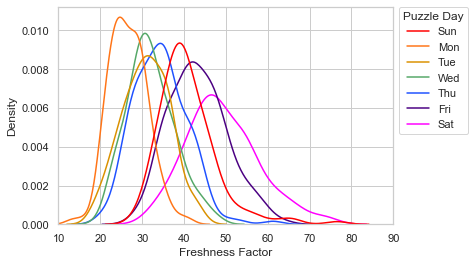 Puzzle Day
Sun
Mon
Tue
Wed
Thu
Fri
Sat
0.010
0.008
0.006
0.004
0.002
0.000
Density
10 20 30 40 50 60 70 80 90
Freshness Factor